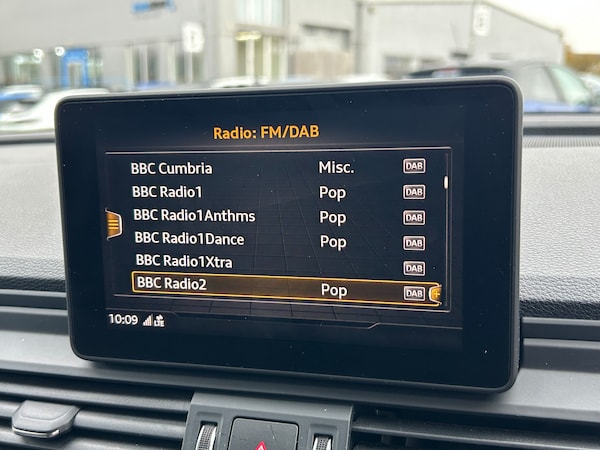 Radio: FM/DAB
BBC Cumbria Misc. DAB
BBC Radio1 Pop DAB
BBC Radio1Anthms Pop DAB
BBC Radio1Dance Pop DAB
BBC Radio1Xtra DAB
BBC Radio2 Pop DAB
10:09 LTE